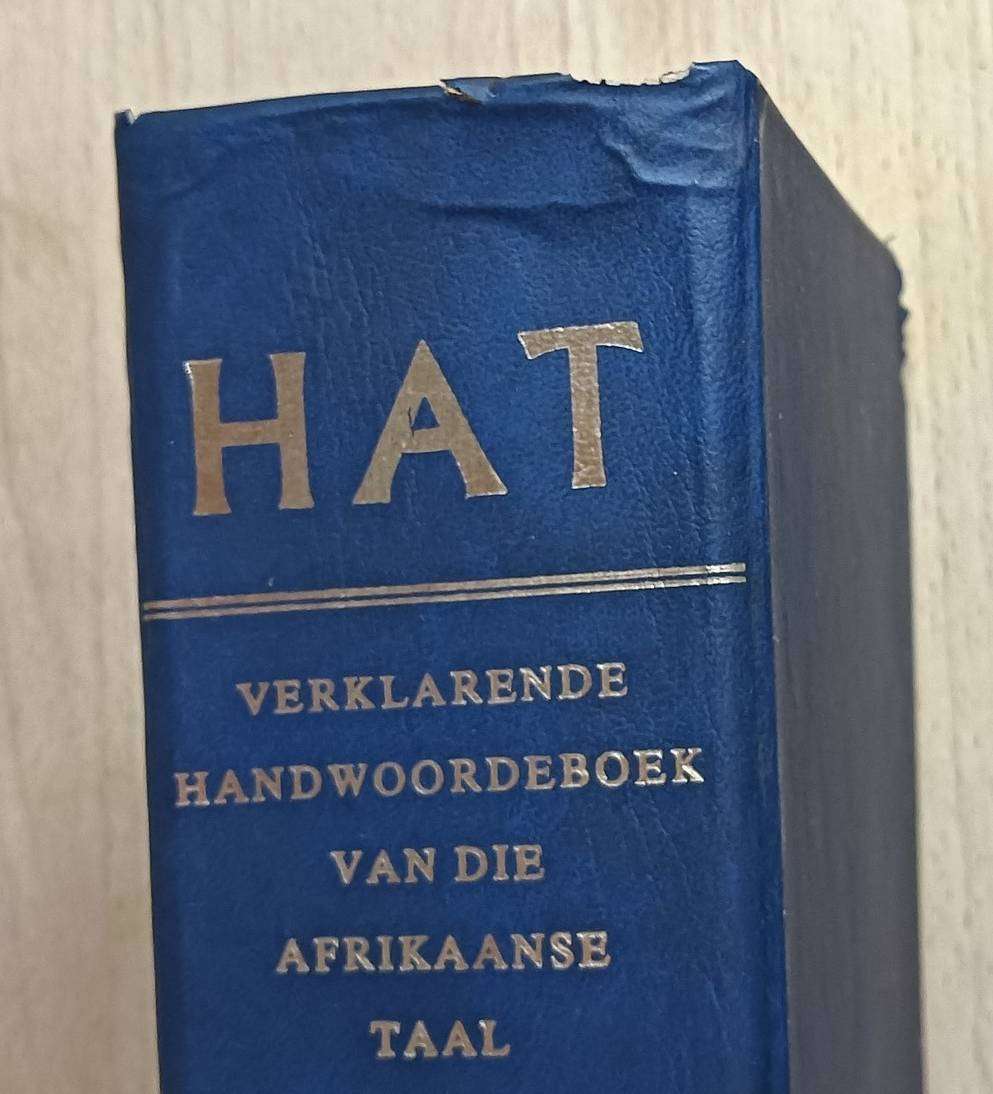 HAT
VERKLARENDE
HANDWOORDEBOEK
VAN DIE
AFRIKAANSE
TAAL